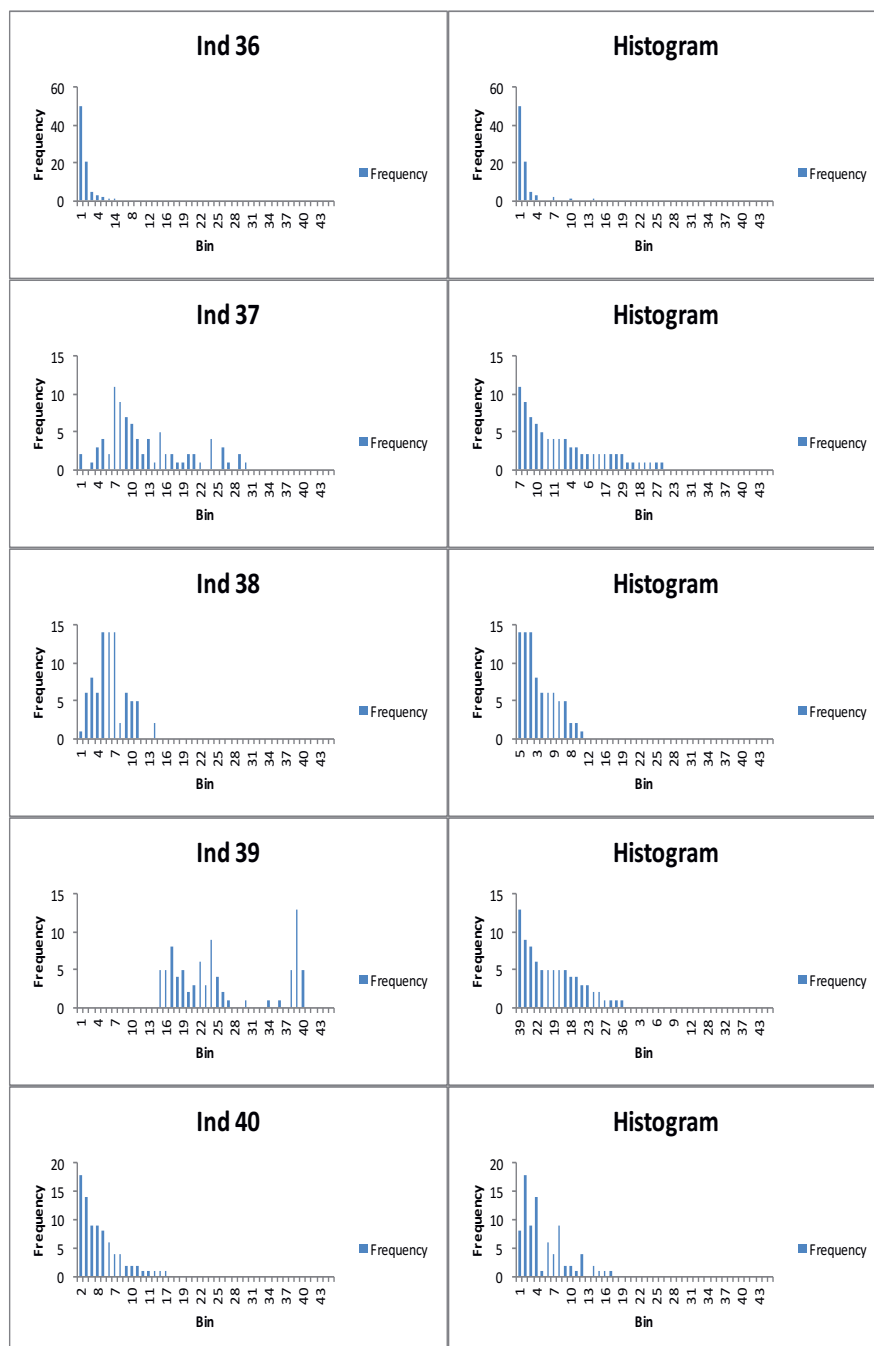 Ind 36
Frequency
60
40
20
0
1 4 14 8 12 16 19 22 25 28 31 34 37 40 43
Bin
Frequency
Histogram
Frequency
60
40
20
0
1 4 7 10 13 16 19 22 25 28 31 34 37 40 43
Bin
Frequency
Ind 37
Frequency
15
10
5
0
1 4 7 10 13 16 19 22 25 28 31 34 37 40 43
Bin
Frequency
Histogram
Frequency
15
10
5
0
7 10 11 4 6 17 29 18 27 31 34 37 40 43
Bin
Frequency
Ind 38
Frequency
15
10
5
0
1 4 7 10 13 16 19 22 25 28 31 34 37 40 43
Bin
Frequency
Histogram
Frequency
15
10
5
0
5 3 9 8 12 16 19 22 25 28 31 34 37 40 43
Bin
Frequency
Ind 39
Frequency
15
10
5
0
1 4 7 10 13 16 19 22 25 28 31 34 37 40 43
Bin
Frequency
Histogram
Frequency
15
10
5
0
39 22 19 18 23 27 36 3 6 9 12 28 32 37 43
Bin
Frequency
Ind 40
Frequency
20
15
10
5
0
2 8 7 10 11 17 19 22 25 28 31 34 37 40 43
Bin
Frequency
Histogram
Frequency
20
15
10
5
0
1 4 7 10 13 16 19 22 25 28 31 34 37 40 43
Bin
Frequency